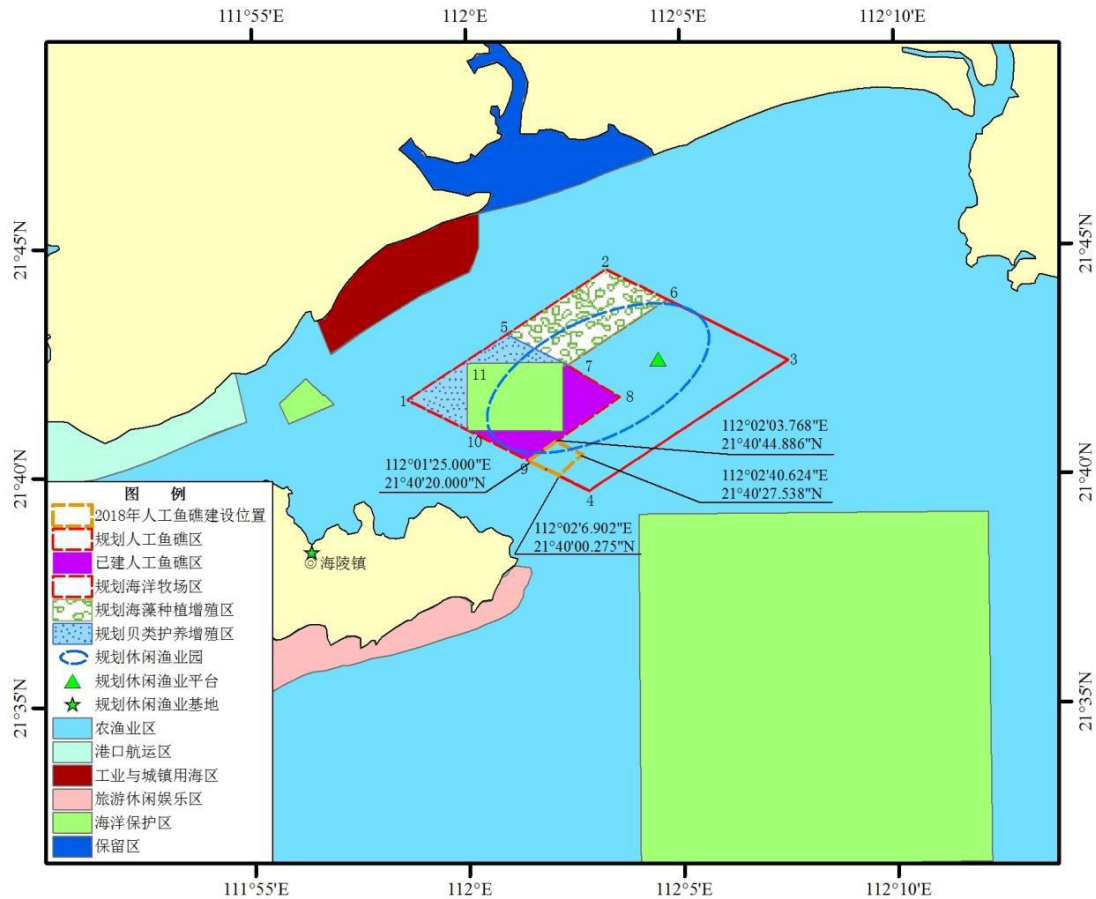 111°55'E
112°E
112°5'E
112°10'E
21°45'N
21°45'N
2
6
5
3
7
11
1
8
112°02'03.768"E
21°40'44.886"N
10
9
112°01'25.000"E
21°40'20.000"N
21°40'N
21°40'N
112°02'40.624"E
21°40'27.538"N
4
112°02'6.902"E
21°40'00.275"N
海陵镇
图 例
2018年人工鱼礁建设位置
规划人工鱼礁区
已建人工鱼礁区
规划海洋牧场区
规划海藻种植增殖区
规划贝类护养增殖区
规划休闲渔业园
规划休闲渔业平台
规划休闲渔业基地
农渔业区
港口航运区
工业与城镇用海区
旅游休闲娱乐区
海洋保护区
保留区
21°35'N
21°35'N
111°55'E
112°E
112°5'E
112°10'E